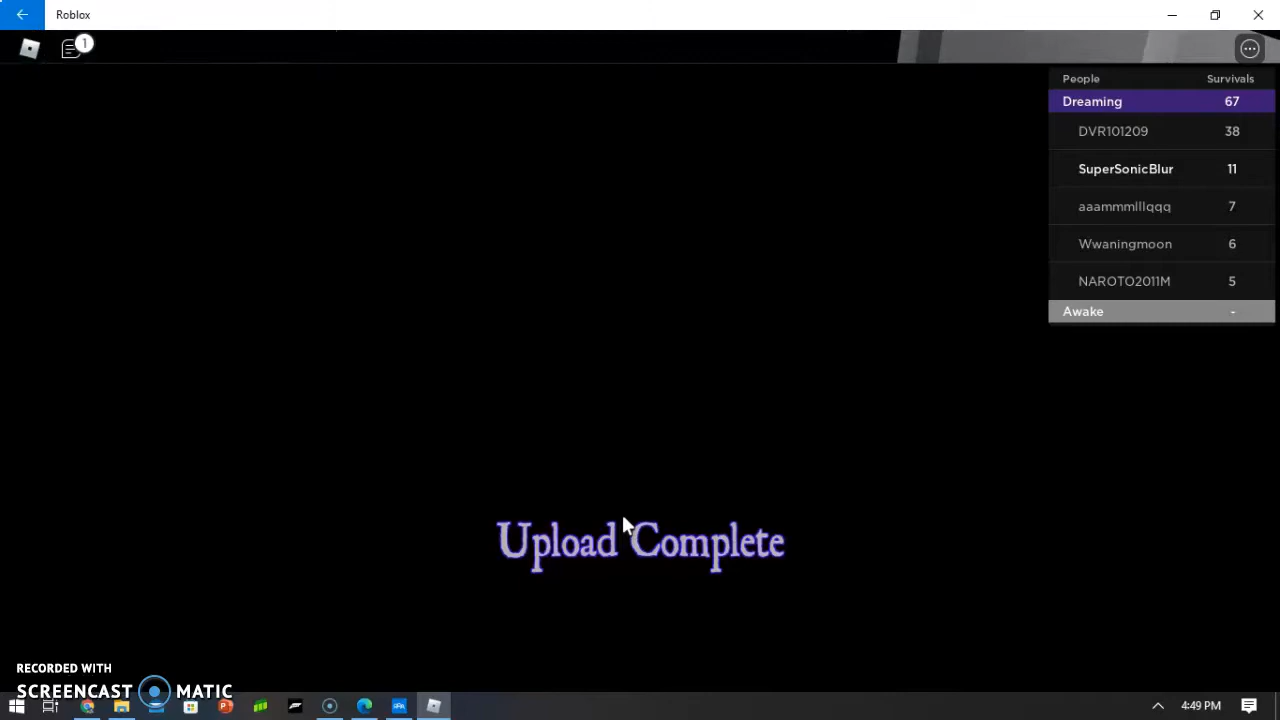 Roblox
1
People Survivals
Dreaming 67
DVR101209 38
SuperSonicBlur 11
aaammmlllqqq 7
Wwaningmoon 6
NAROTO2011M 5
Awake -
Upload Complete
RECORDED WITH
SCREENCAST MATIC
4:49 PM